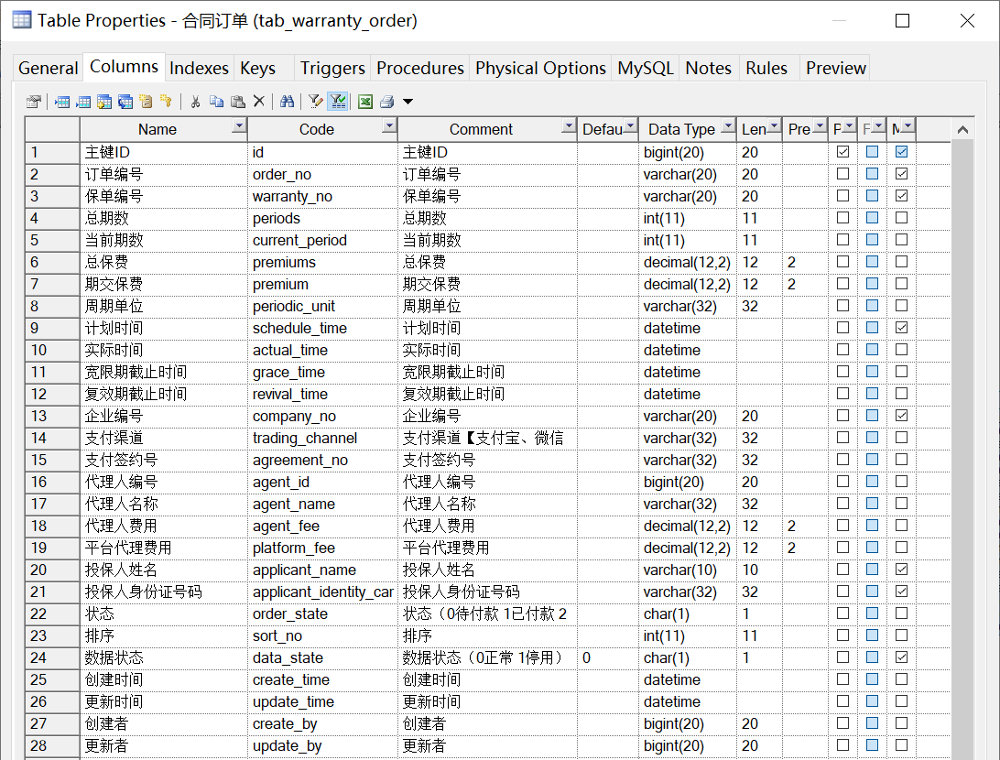 Table Properties - 合同订单 (tab_warranty_order)
General Columns Indexes Keys Triggers Procedures Physical Options MySQL Notes Rules Preview
Name Code Comment Defau Data Type Len Pre P F M
1 主键ID id 主键ID bigint(20) 20
2 订单编号 order_no 订单编号 varchar(20) 20
3 保单编号 warranty_no 保单编号 varchar(20) 20
4 总期数 periods 总期数 int(11) 11
5 当前期数 current_period 当前期数 int(11) 11
6 总保费 premiums 总保费 decimal(12,2) 12 2
7 期交保费 premium 期交保费 decimal(12,2) 12 2
8 周期单位 periodic_unit 周期单位 varchar(32) 32
9 计划时间 schedule_time 计划时间 datetime
10 实际时间 actual_time 实际时间 datetime
11 宽限期截止时间 grace_time 宽限期截止时间 datetime
12 复效期截止时间 revival_time 复效期截止时间 datetime
13 企业编号 company_no 企业编号 varchar(20) 20
14 支付渠道 trading_channel 支付渠道【支付宝、微信 varchar(32) 32
15 支付签约号 agreement_no 支付签约号 varchar(32) 32
16 代理人编号 agent_id 代理人编号 bigint(20) 20
17 代理人名称 agent_name 代理人名称 varchar(32) 32
18 代理人费用 agent_fee 代理人费用 decimal(12,2) 12 2
19 平台代理费用 platform_fee 平台代理费用 decimal(12,2) 12 2
20 投保人姓名 applicant_name 投保人姓名 varchar(10) 10
21 投保人身份证号码 applicant_identity_car 投保人身份证号码 varchar(32) 32
22 状态 order_state 状态（0待付款 1已付款 2 char(1) 1
23 排序 sort_no 排序 int(11) 11
24 数据状态 data_state 数据状态（0正常 1停用） 0 char(1) 1
25 创建时间 create_time 创建时间 datetime
26 更新时间 update_time 更新时间 datetime
27 创建者 create_by 创建者 bigint(20) 20
28 更新者 update_by 更新者 bigint(20) 20